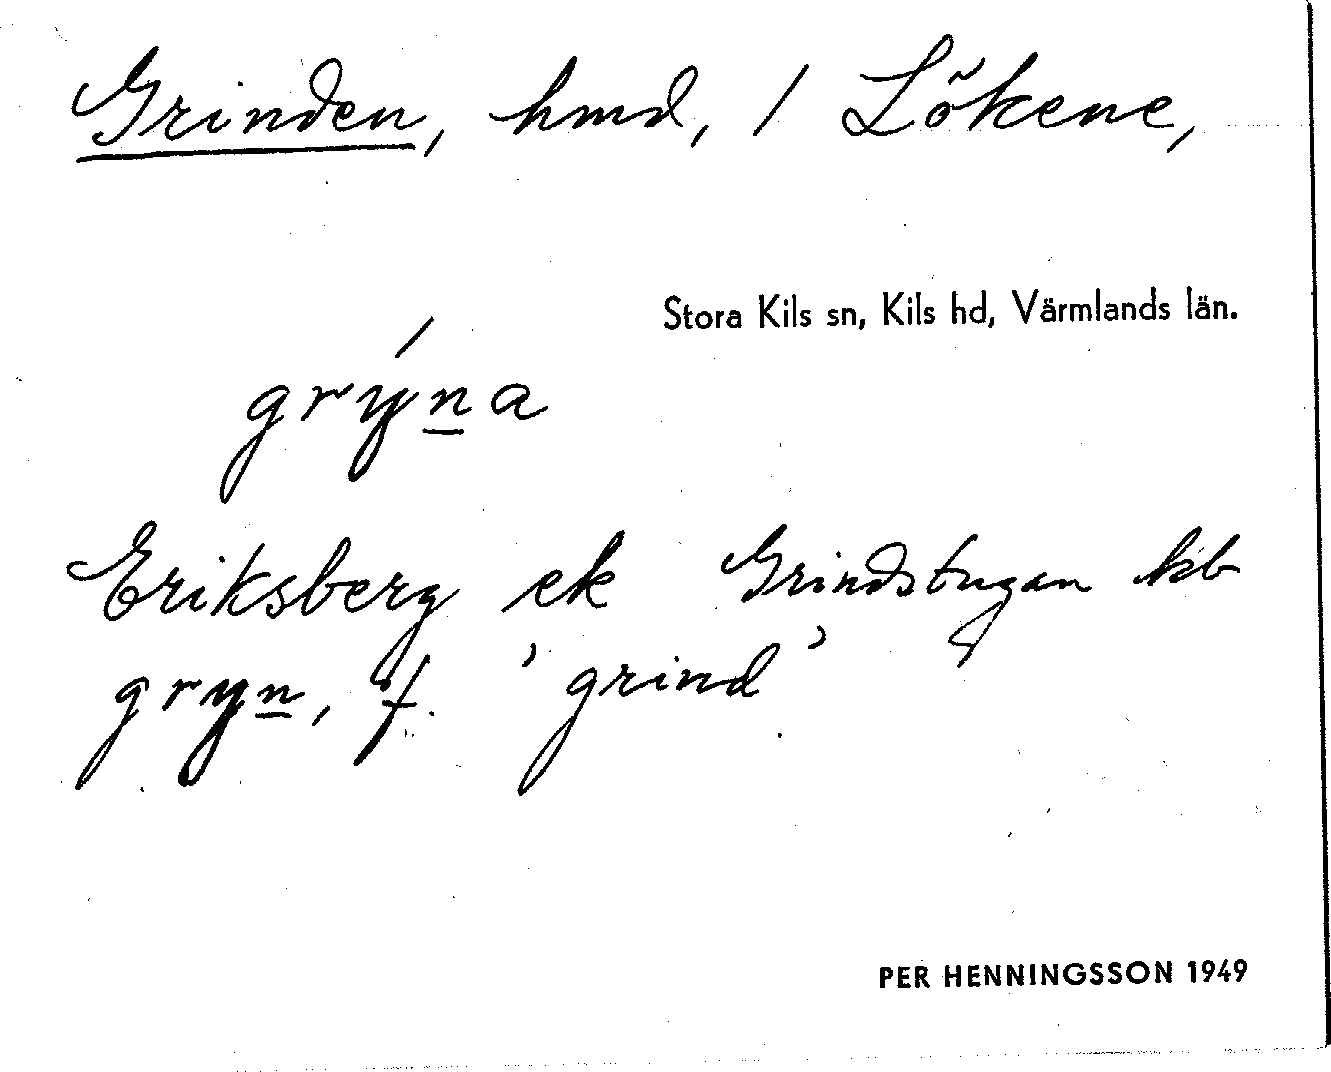 Grinden, hmd, 1 Lökene,
Stora Kils sn, Kils hd, Värmlands län.
grýna
Eriksberg ek Grindstugan kb
gryn, f. 'grind'
PER HENNINGSSON 1949